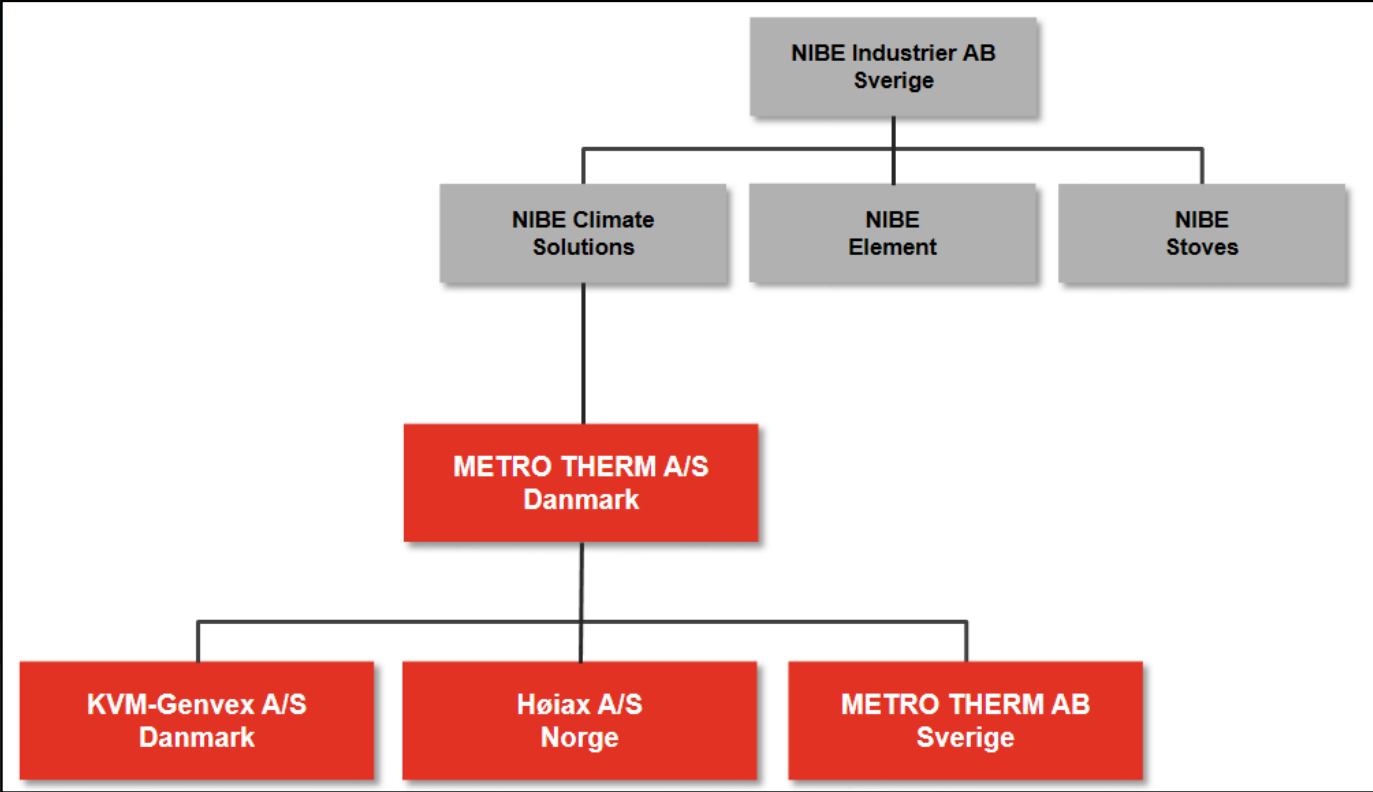 NIBE Industrier AB
Sverige
NIBE Climate
Solutions
NIBE
Element
NIBE
Stoves
METRO THERM A/S
Danmark
KVM-Genvex A/S
Danmark
Høiax A/S
Norge
METRO THERM AB
Sverige